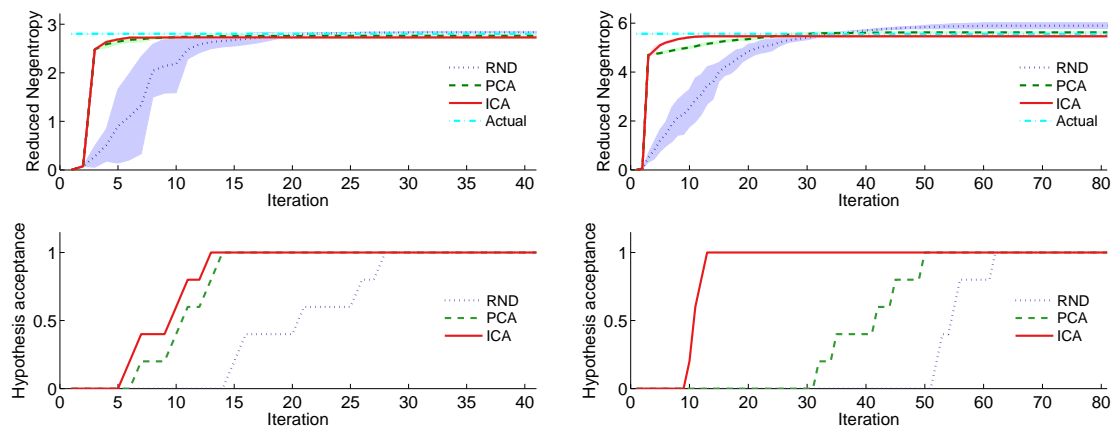 Reduced Negentropy
3
2
1
0
RND
PCA
ICA
Actual
0 5 10 15 20 25 30 35 40
Iteration
Reduced Negentropy
6
4
2
0
RND
PCA
ICA
Actual
0 10 20 30 40 50 60 70 80
Iteration
Hypothesis acceptance
1
0.5
0
RND
PCA
ICA
0 5 10 15 20 25 30 35 40
Iteration
Hypothesis acceptance
1
0.5
0
RND
PCA
ICA
0 10 20 30 40 50 60 70 80
Iteration